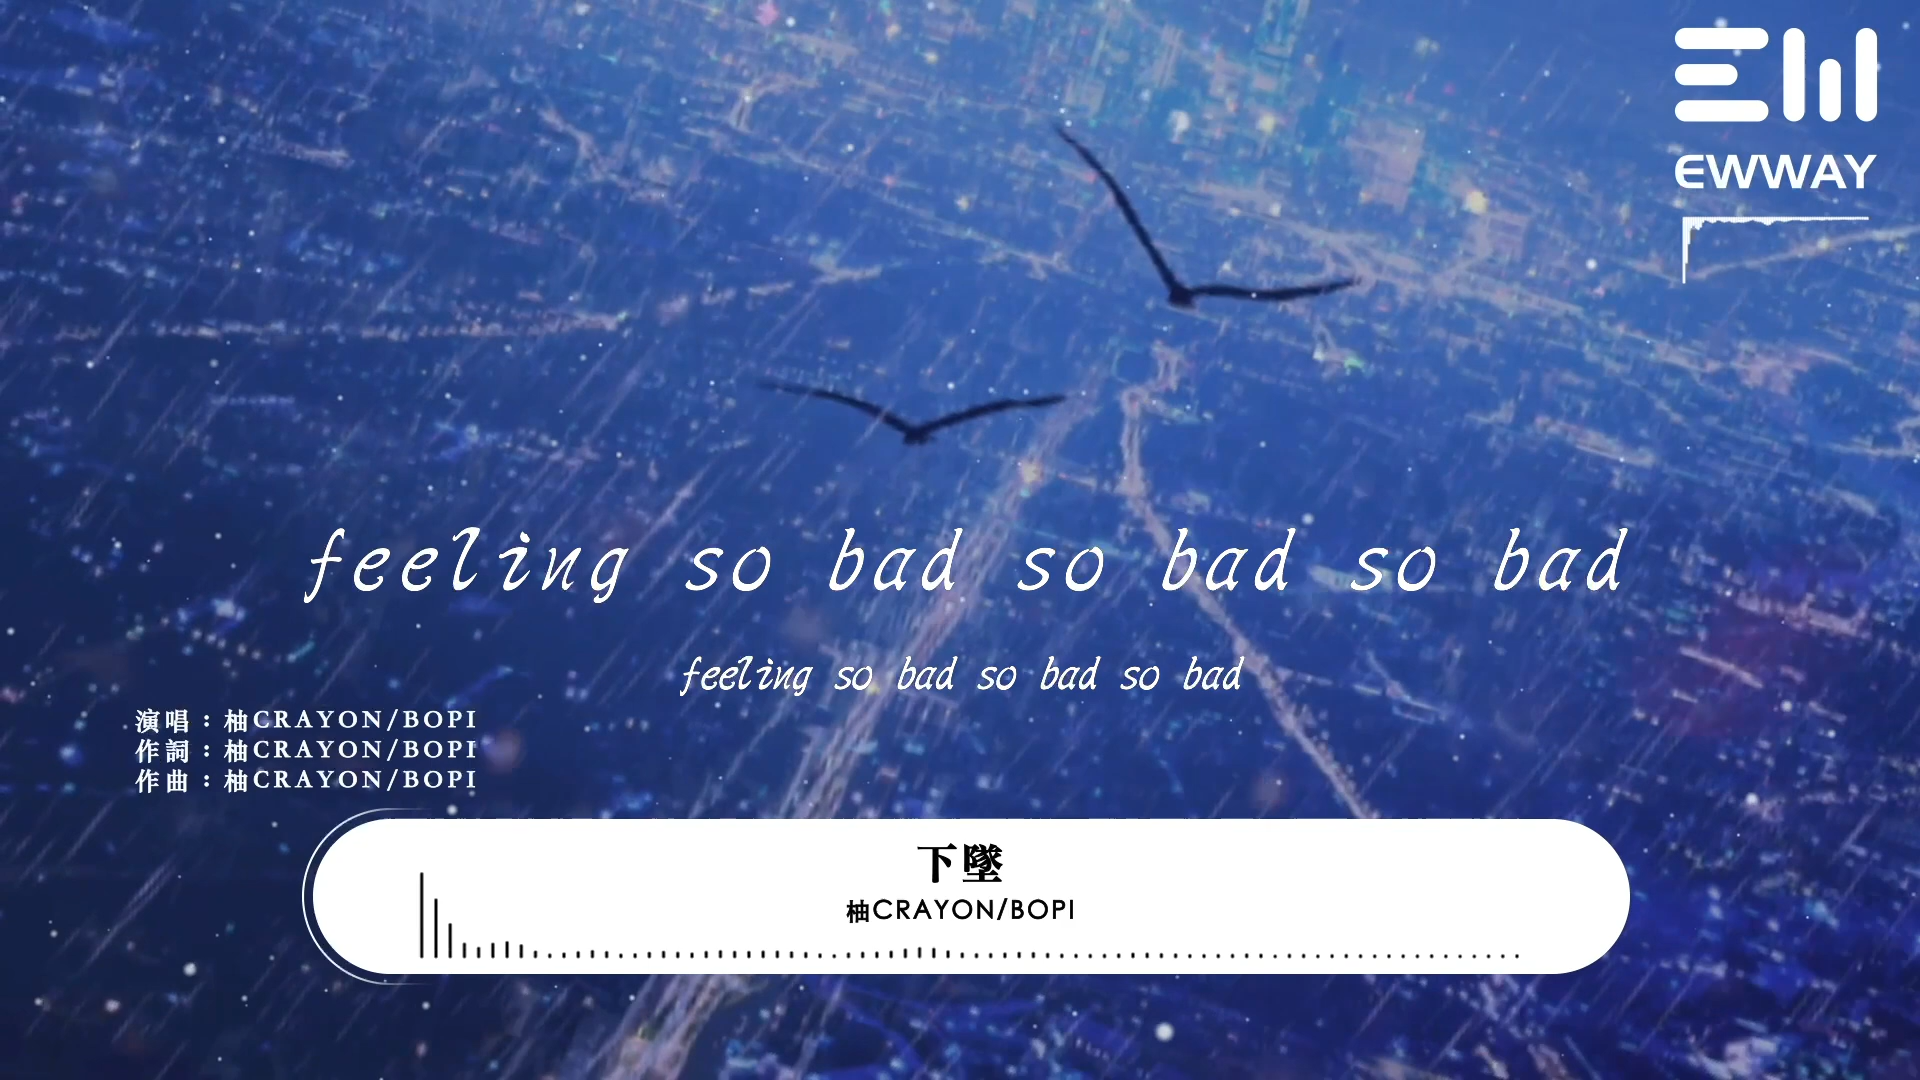 EW
EWWAY
feeling so bad so bad so bad
feeling so bad so bad so bad
演唱：柚CRAYON/BOPI
作詞：柚CRAYON/BOPI
作曲：柚CRAYON/BOPI
下墜
柚CRAYON/BOPI